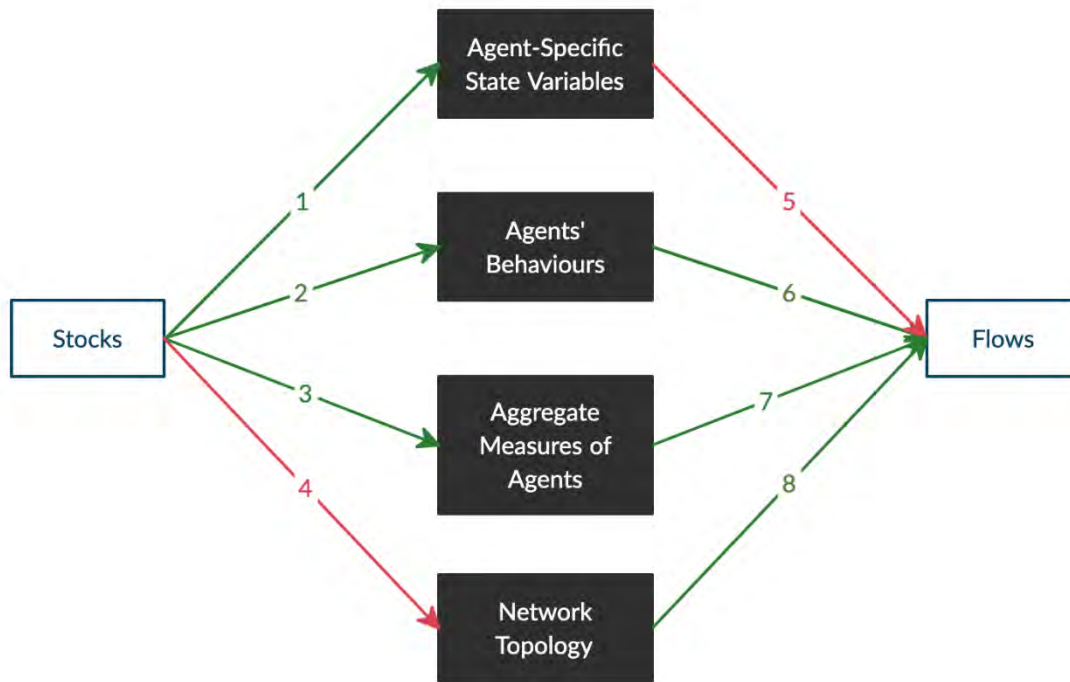 Agent-Specific
State Variables
1
5
Agents'
Behaviours
2
6
Stocks
Flows
3
7
Aggregate
Measures of
Agents
4
8
Network
Topology